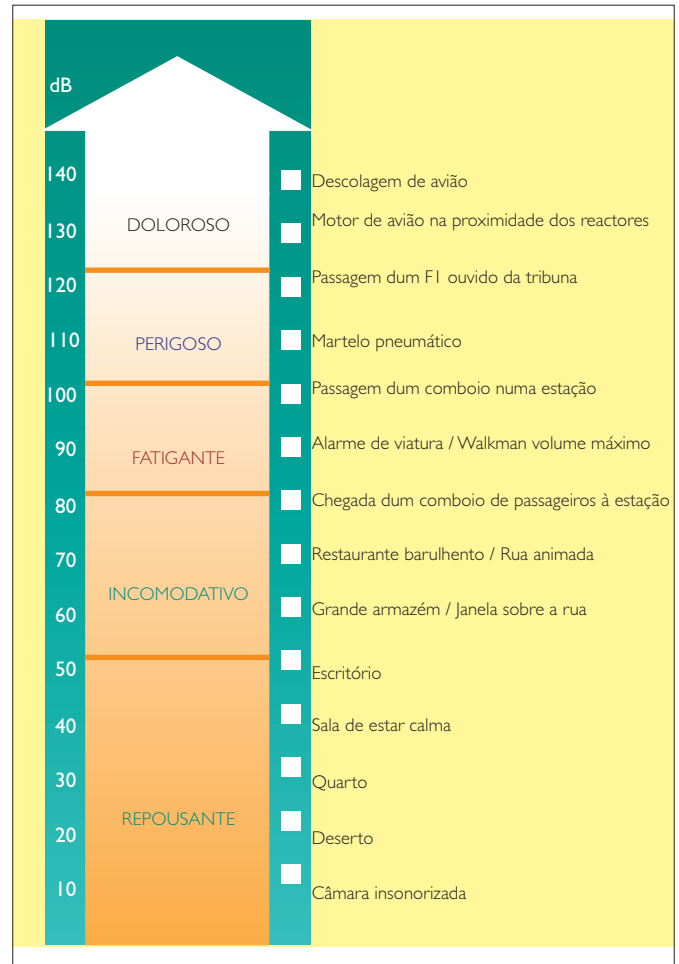 dB
140
Descolagem de avião
Motor de avião na proximidade dos reactores
DOLOROSO
130
Passagem dum F1 ouvido da tribuna
120
110
PERIGOSO
Martelo pneumático
Passagem dum comboio numa estação
100
Alarme de viatura / Walkman volume máximo
90
FATIGANTE
Chegada dum comboio de passageiros à estação
80
Restaurante barulhento / Rua animada
70
INCOMODATIVO
Grande armazém / Janela sobre a rua
60
50
Escritório
40
Sala de estar calma
30
Quarto
REPOUSANTE
20
Deserto
10
Câmara insonorizada